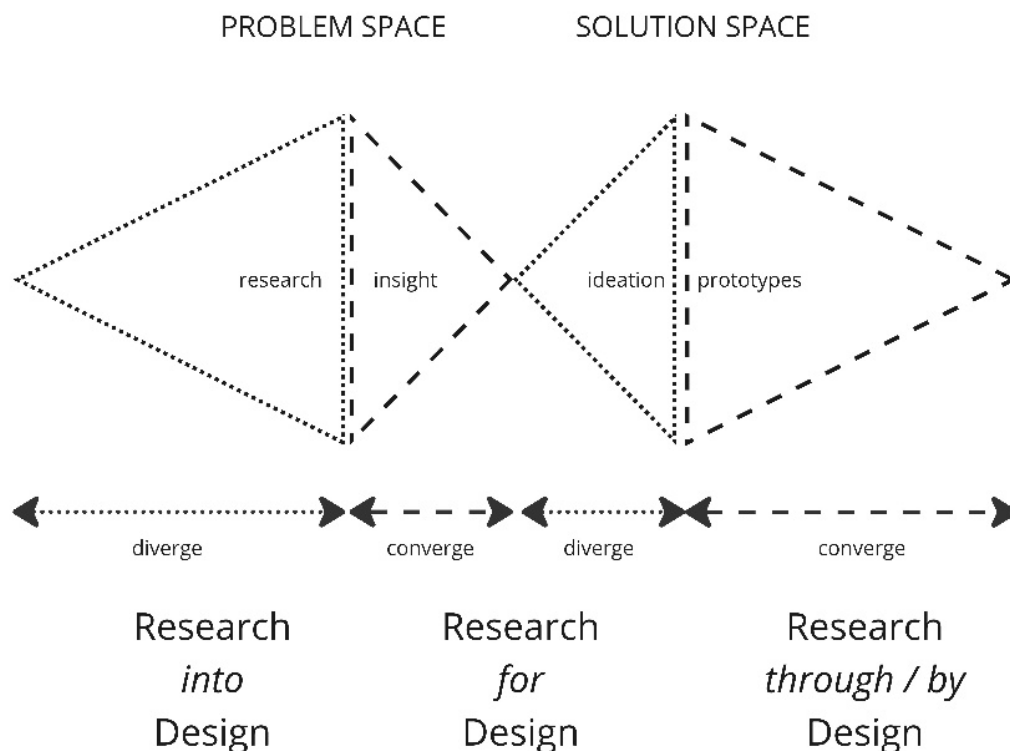 PROBLEM SPACE
SOLUTION SPACE
research
insight
ideation
prototypes
diverge
converge
diverge
converge
Research
into
Design
Research
for
Design
Research
through / by
Design